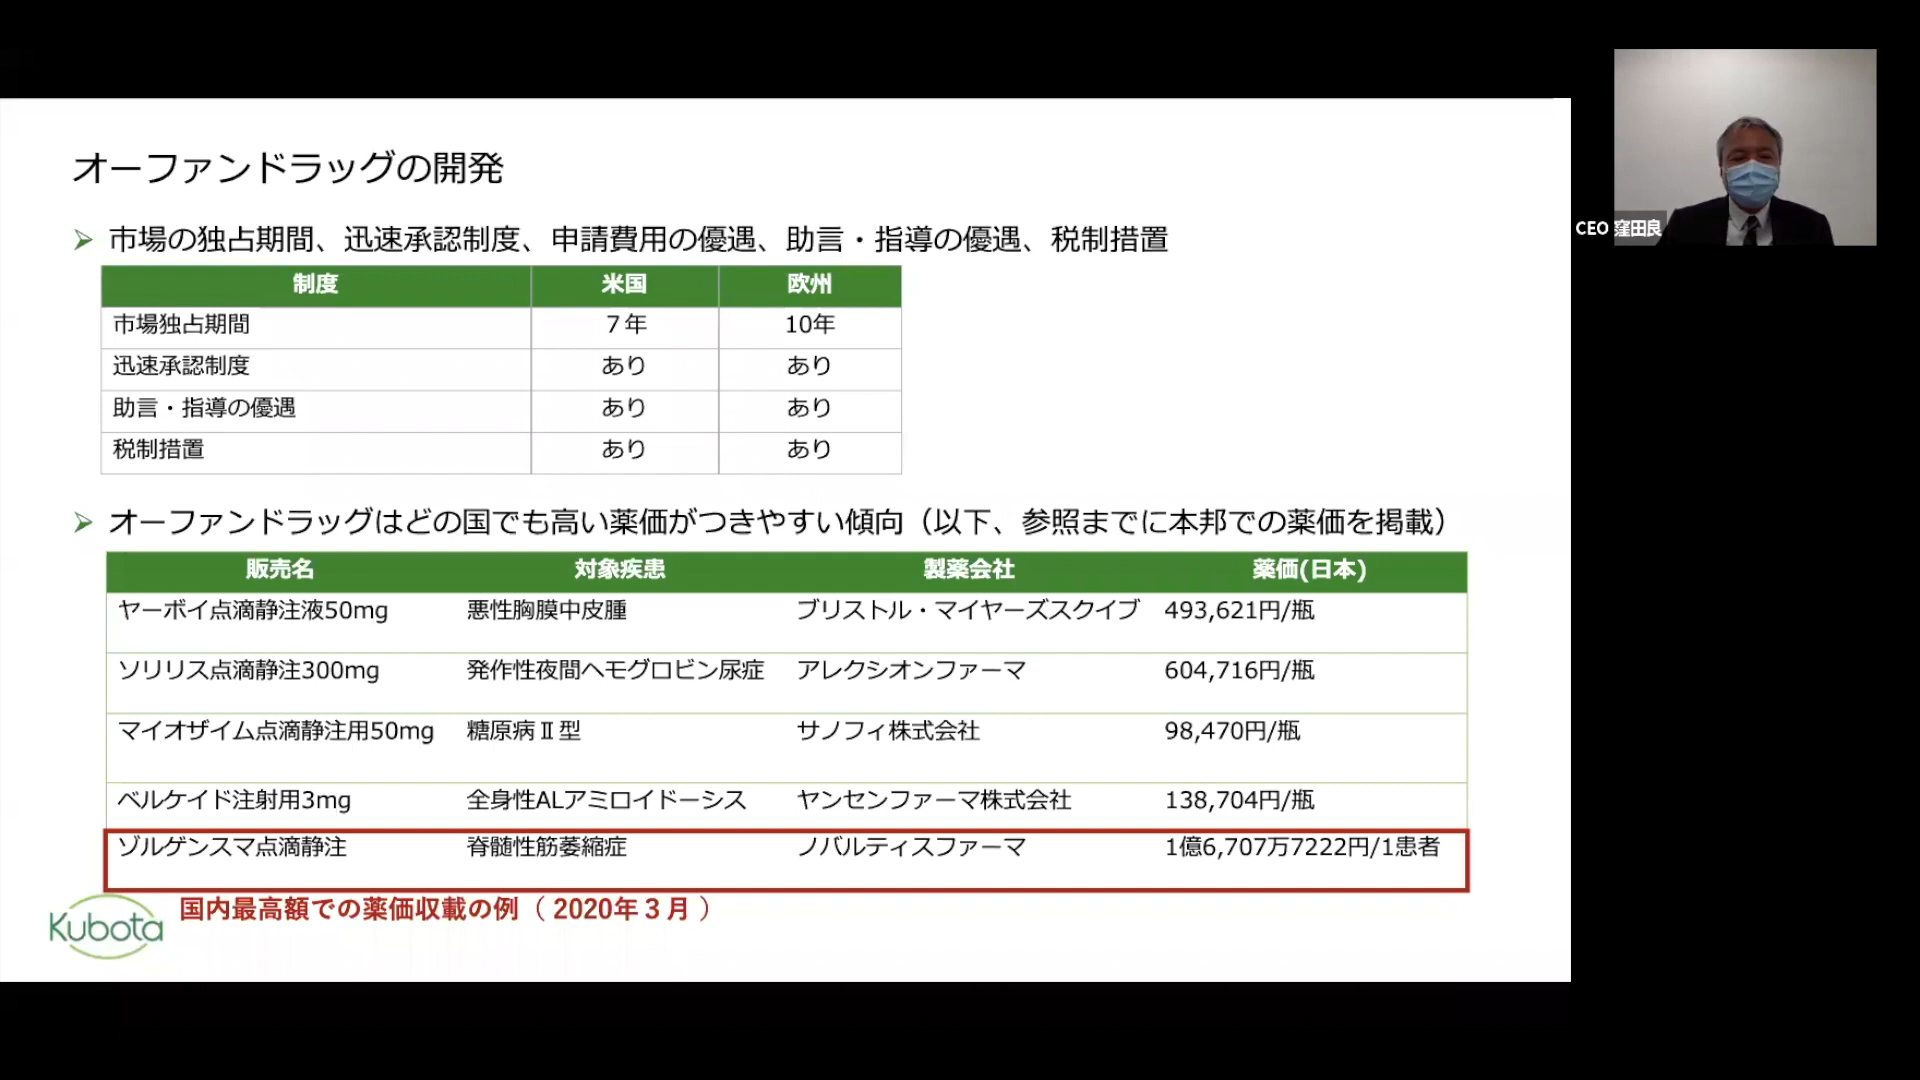 オーファンドラッグの開発
市場の独占期間、迅速承認制度、申請費用の優遇、助言・指導の優遇、税制措置
制度 米国 欧州
市場独占期間 7年 10年
迅速承認制度 あり あり
助言・指導の優遇 あり あり
税制措置 あり あり
オーファンドラッグはどの国でも高い薬価がつきやすい傾向（以下、参照までに本邦での薬価を掲載）
販売名 対象疾患 製薬会社 薬価(日本)
ヤーボイ点滴静注液50mg 悪性胸膜中皮腫 ブリストル・マイヤーズスクイブ 493,621円/瓶
ソリリス点滴静注300mg 発作性夜間ヘモグロビン尿症 アレクシオンファーマ 604,716円/瓶
マイオザイム点滴静注用50mg 糖原病Ⅱ型 サノフィ株式会社 98,470円/瓶
ベルケイド注射用3mg 全身性ALアミロイドーシス ヤンセンファーマ株式会社 138,704円/瓶
ゾルゲンスマ点滴静注 脊髄性筋萎縮症 ノバルティスファーマ 1億6,707万7222円/1患者
国内最高額での薬価収載の例（2020年３月）
Kubota
CEO 窪田良